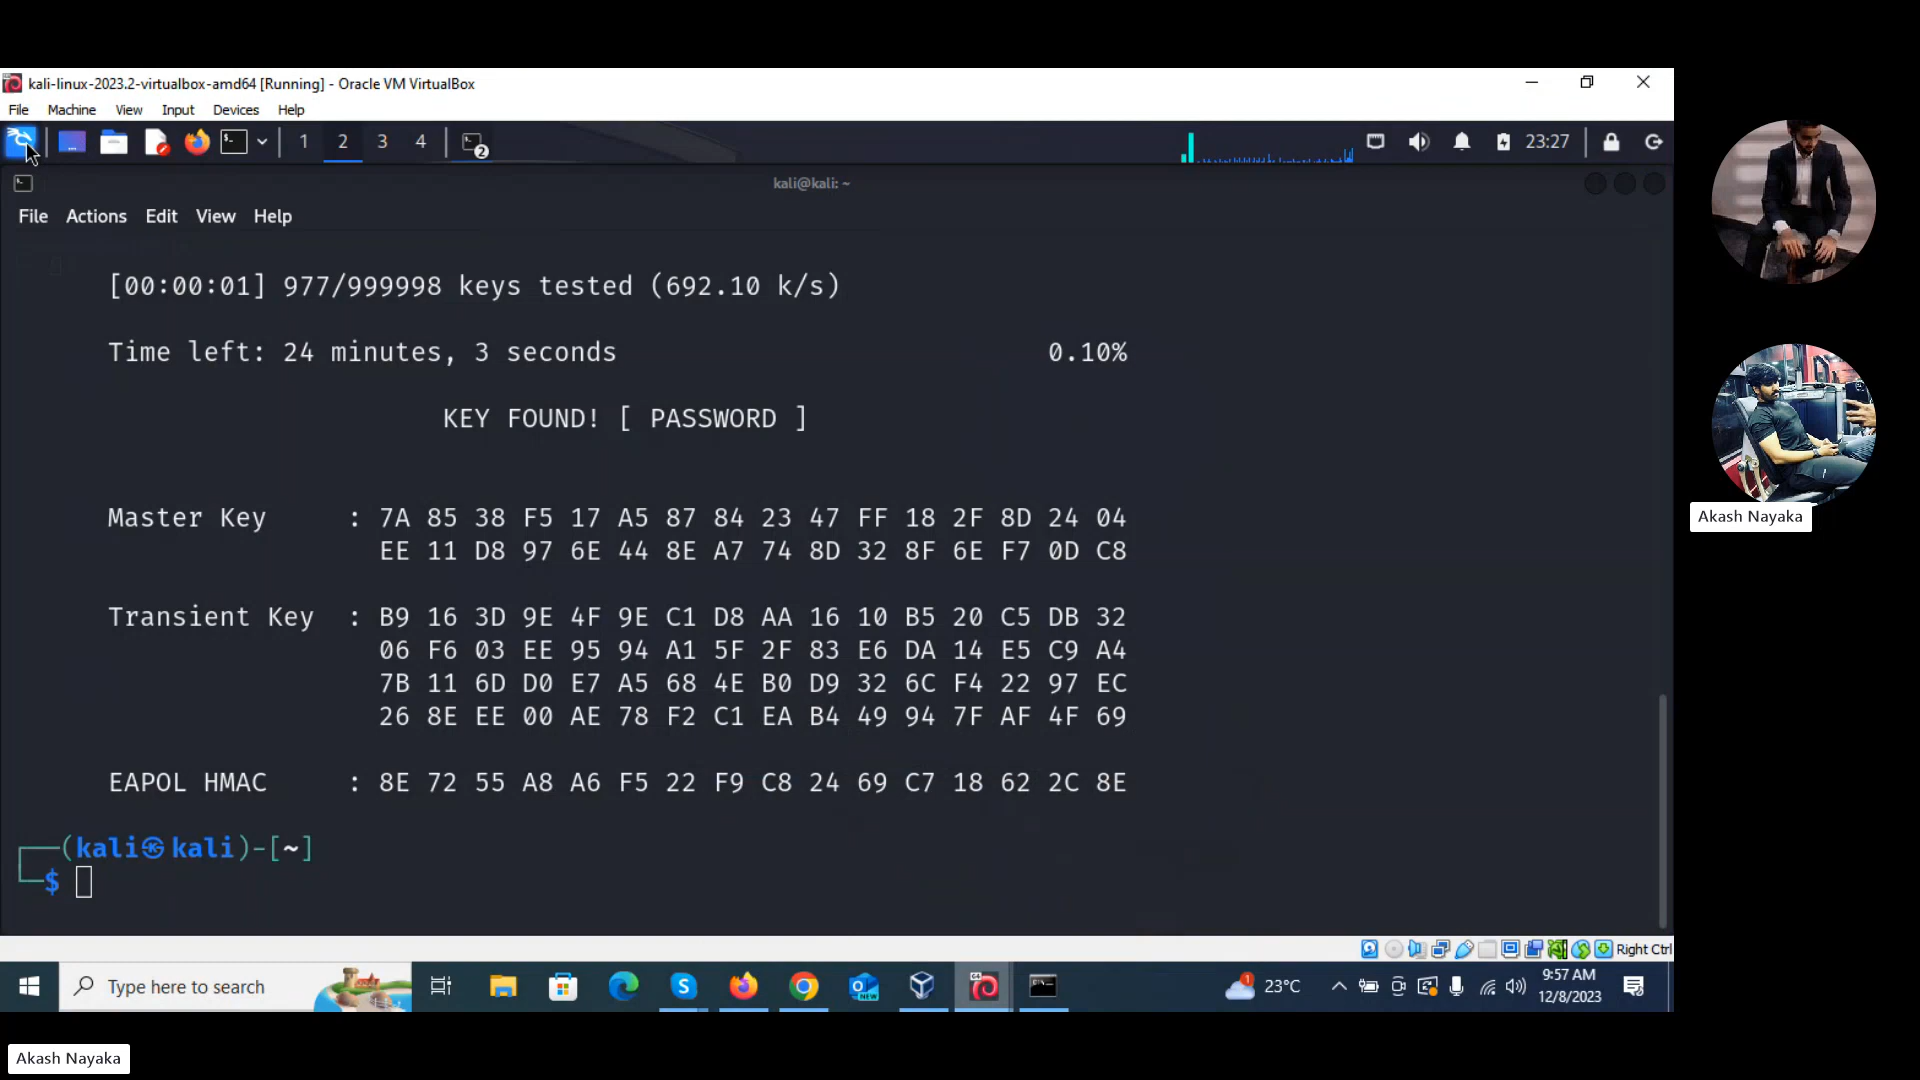 kali-linux-2023.2-virtualbox-amd64 [Running] - Oracle VM VirtualBox
File Machine View Input Devices Help
1 2 3 4 2 23:27
kali@kali: ~
File Actions Edit View Help
[00:00:01] 977/999998 keys tested (692.10 k/s)
Time left: 24 minutes, 3 seconds 0.10%
KEY FOUND! [ PASSWORD ]
Master Key : 7A 85 38 F5 17 A5 87 84 23 47 FF 18 2F 8D 24 04
EE 11 D8 97 6E 44 8E A7 74 8D 32 8F 6E F7 0D C8
Transient Key : B9 16 3D 9E 4F 9E C1 D8 AA 16 10 B5 20 C5 DB 32
06 F6 03 EE 95 94 A1 5F 2F 83 E6 DA 14 E5 C9 A4
7B 11 6D D0 E7 A5 68 4E B0 D9 32 6C F4 22 97 EC
26 8E EE 00 AE 78 F2 C1 EA B4 49 94 7F AF 4F 69
EAPOL HMAC : 8E 72 55 A8 A6 F5 22 F9 C8 24 69 C7 18 62 2C 8E
(kali㉿kali)-[~]
$
Right Ctrl
Type here to search
1 23°C
9:57 AM
12/8/2023
Akash Nayaka
Akash Nayaka